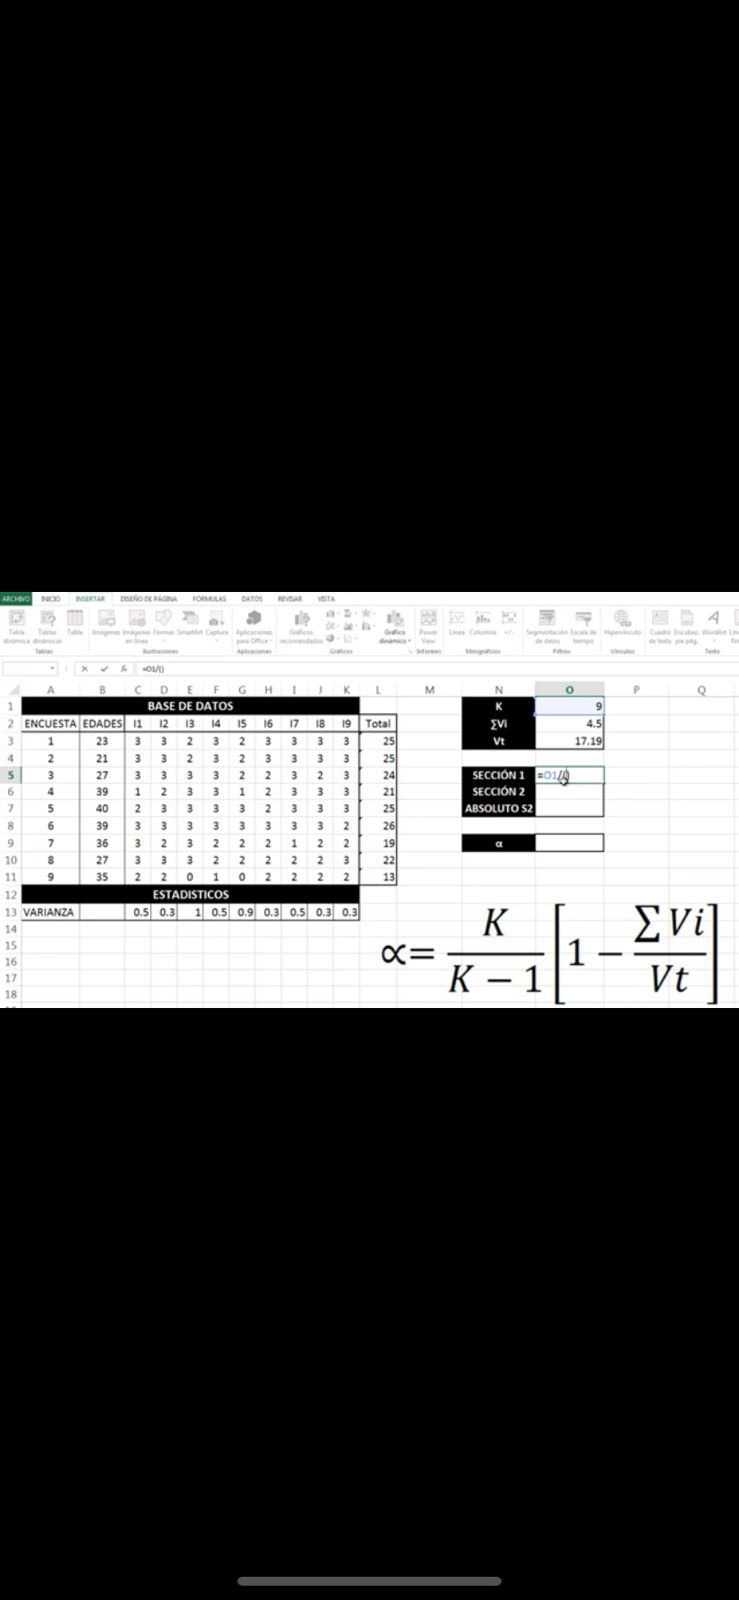 ARCHIVO INICIO INSERTAR DISEÑO DE PÁGINA FÓRMULAS DATOS REVISAR VISTA
Tabla dinámica Tablas dinámicas Tabla Imágenes Imágenes en línea Formas SmartArt Captura Aplicaciones para Office Gráficos recomendados Gráfico dinámico Power View Línea Columna +/- Segmentación de datos Escala de tiempo Hipervínculo Cuadro de texto Encabez. pie pág. WordArt
Tablas Ilustraciones Aplicaciones Gráficos Informes Minigráficos Filtros Vínculos Texto
fx =O1/()
A B C D E F G H I J K L M N O P Q
1 BASE DE DATOS K 9
2 ENCUESTA EDADES I1 I2 I3 I4 I5 I6 I7 I8 I9 Total ∑Vi 4.5
3 1 23 3 3 2 3 2 3 3 3 3 25 Vt 17.19
4 2 21 3 3 2 3 2 3 3 3 3 25
5 3 27 3 3 3 3 2 2 3 2 3 24 SECCIÓN 1 =O1/()
6 4 39 1 2 3 3 1 2 3 3 3 21 SECCIÓN 2
7 5 40 2 3 3 3 3 2 3 3 3 25 ABSOLUTO S2
8 6 39 3 3 3 3 3 3 3 3 2 26
9 7 36 3 2 3 2 2 2 1 2 2 19 α
10 8 27 3 3 3 2 2 2 2 2 3 22
11 9 35 2 2 0 1 0 2 2 2 2 13
12 ESTADISTICOS
13 VARIANZA 0.5 0.3 1 0.5 0.9 0.3 0.5 0.3 0.3
14
15
16
17
18
∝= K / K − 1 [1 − ∑Vi / Vt]